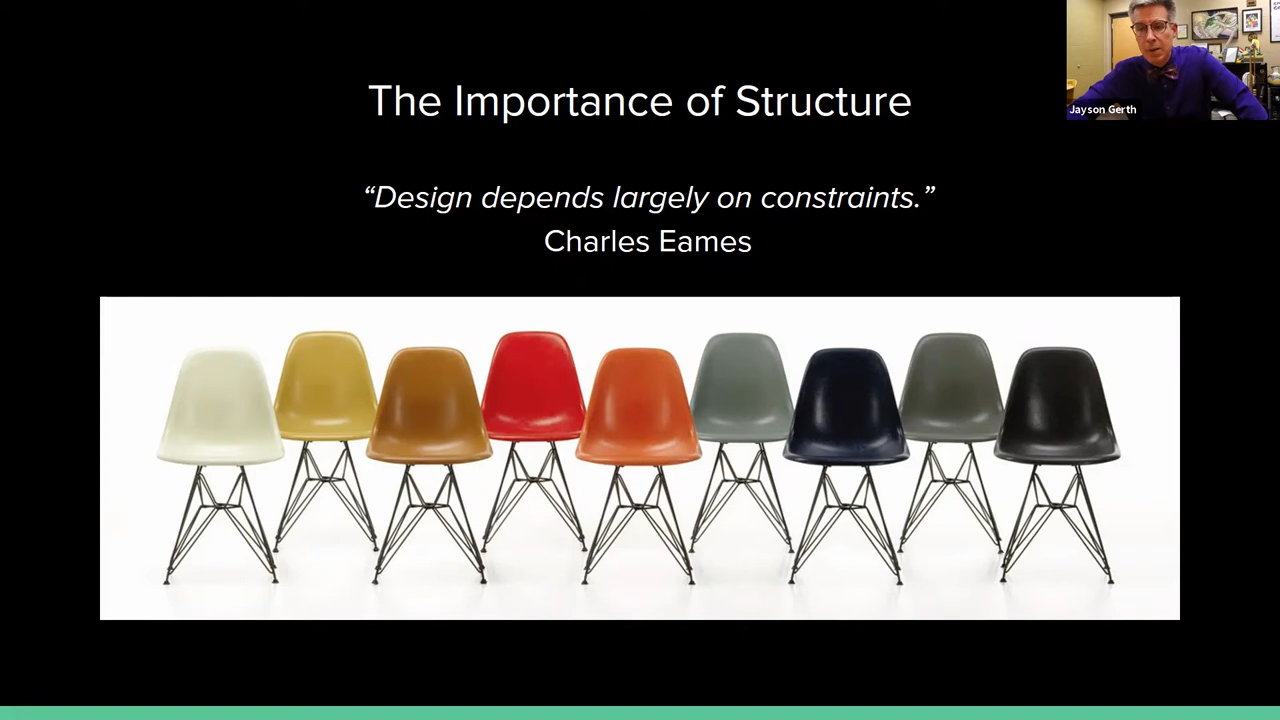 The Importance of Structure
“Design depends largely on constraints.”
Charles Eames
Jayson Gerth